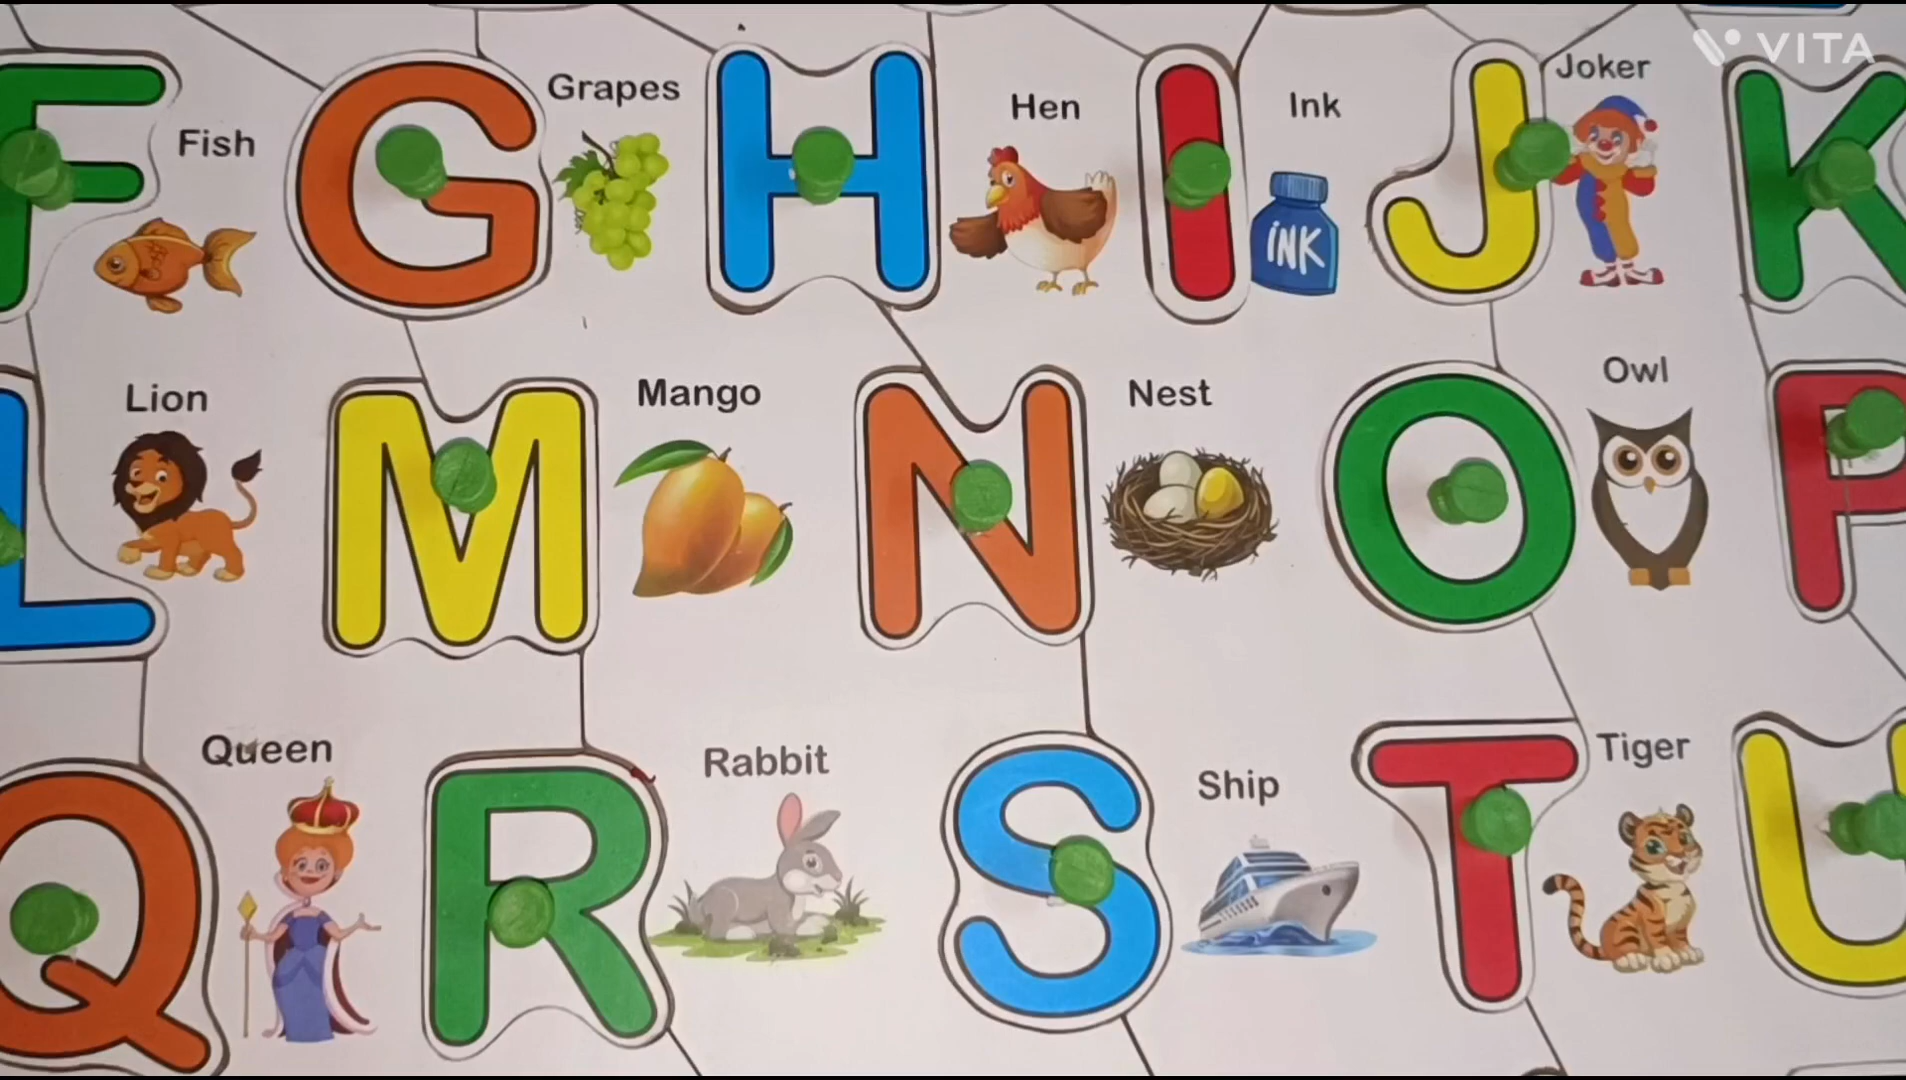 VITA
F
Fish
G
Grapes
H
Hen
I
Ink
INK
J
Joker
K
L
Lion
M
Mango
N
Nest
O
Owl
P
Q
Queen
R
Rabbit
S
Ship
T
Tiger
U